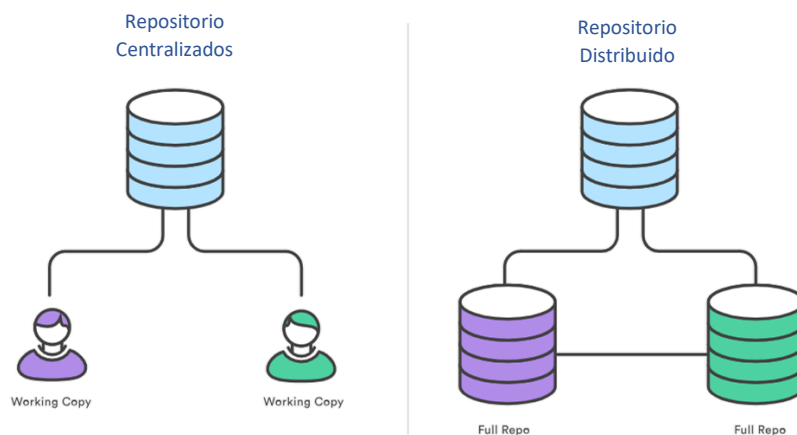 Repositorio
Centralizados
Working Copy
Working Copy
Repositorio
Distribuido
Full Repo
Full Repo